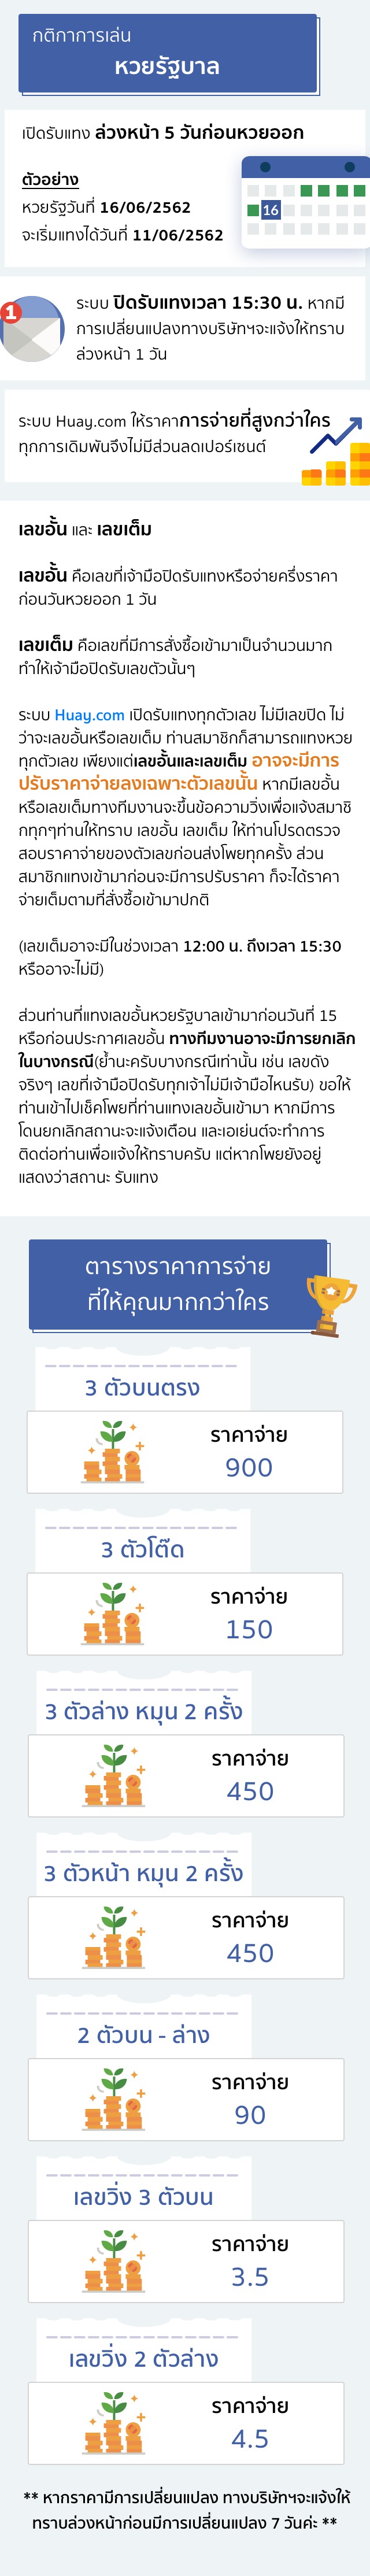 กติกาการเล่น
หวยรัฐบาล
เปิดรับแทง ล่วงหน้า 5 วันก่อนหวยออก
ตัวอย่าง
หวยรัฐวันที่ 16/06/2562
จะเริ่มแทงได้วันที่ 11/06/2562
16
1
ระบบ ปิดรับแทงเวลา 15:30 น. หากมี
การเปลี่ยนแปลงทางบริษัทฯจะแจ้งให้ทราบ
ล่วงหน้า 1 วัน
ระบบ Huay.com ให้ราคาการจ่ายที่สูงกว่าใคร
ทุกการเดิมพันจึงไม่มีส่วนลดเปอร์เซนต์
เลขอั้น และ เลขเต็ม
เลขอั้น คือเลขที่เจ้ามือปิดรับแทงหรือจ่ายครึ่งราคา
ก่อนวันหวยออก 1 วัน
เลขเต็ม คือเลขที่มีการสั่งซื้อเข้ามาเป็นจำนวนมาก
ทำให้เจ้ามือปิดรับเลขตัวนั้นๆ
ระบบ Huay.com เปิดรับแทงทุกตัวเลข ไม่มีเลขปิด ไม่
ว่าจะเลขอั้นหรือเลขเต็ม ท่านสมาชิกก็สามารถแทงหวย
ทุกตัวเลข เพียงแต่เลขอั้นและเลขเต็ม อาจจะมีการ
ปรับราคาจ่ายลงเฉพาะตัวเลขนั้น หากมีเลขอั้น
หรือเลขเต็มทางทีมงานจะขึ้นข้อความวิ่งเพื่อแจ้งสมาชิ
กทุกๆท่านให้ทราบ เลขอั้น เลขเต็ม ให้ท่านโปรดตรวจ
สอบราคาจ่ายของตัวเลขก่อนส่งโพยทุกครั้ง ส่วน
สมาชิกแทงเข้ามาก่อนจะมีการปรับราคา ก็จะได้ราคา
จ่ายเต็มตามที่สั่งซื้อเข้ามาปกติ
(เลขเต็มอาจจะมีในช่วงเวลา 12:00 น. ถึงเวลา 15:30
หรืออาจจะไม่มี)
ส่วนท่านที่แทงเลขอั้นหวยรัฐบาลเข้ามาก่อนวันที่ 15
หรือก่อนประกาศเลขอั้น ทางทีมงานอาจจะมีการยกเลิก
ในบางกรณี(ย้ำนะครับบางกรณีเท่านั้น เช่น เลขดัง
จริงๆ เลขที่เจ้ามือปิดรับทุกเจ้าไม่มีเจ้ามือไหนรับ) ขอให้
ท่านเข้าไปเช็คโพยที่ท่านแทงเลขอั้นเข้ามา หากมีการ
โดนยกเลิกสถานะจะแจ้งเตือน และเอเย่นต์จะทำการ
ติดต่อท่านเพื่อแจ้งให้ทราบครับ แต่หากโพยยังอยู่
แสดงว่าสถานะ รับแทง
ตารางราคาการจ่าย
ที่ให้คุณมากกว่าใคร
3 ตัวบนตรง
ราคาจ่าย
900
3 ตัวโต๊ด
ราคาจ่าย
150
3 ตัวล่าง หมุน 2 ครั้ง
ราคาจ่าย
450
3 ตัวหน้า หมุน 2 ครั้ง
ราคาจ่าย
450
2 ตัวบน - ล่าง
ราคาจ่าย
90
เลขวิ่ง 3 ตัวบน
ราคาจ่าย
3.5
เลขวิ่ง 2 ตัวล่าง
ราคาจ่าย
4.5
** หากราคามีการเปลี่ยนแปลง ทางบริษัทฯจะแจ้งให้
ทราบล่วงหน้าก่อนมีการเปลี่ยนแปลง 7 วันค่ะ **